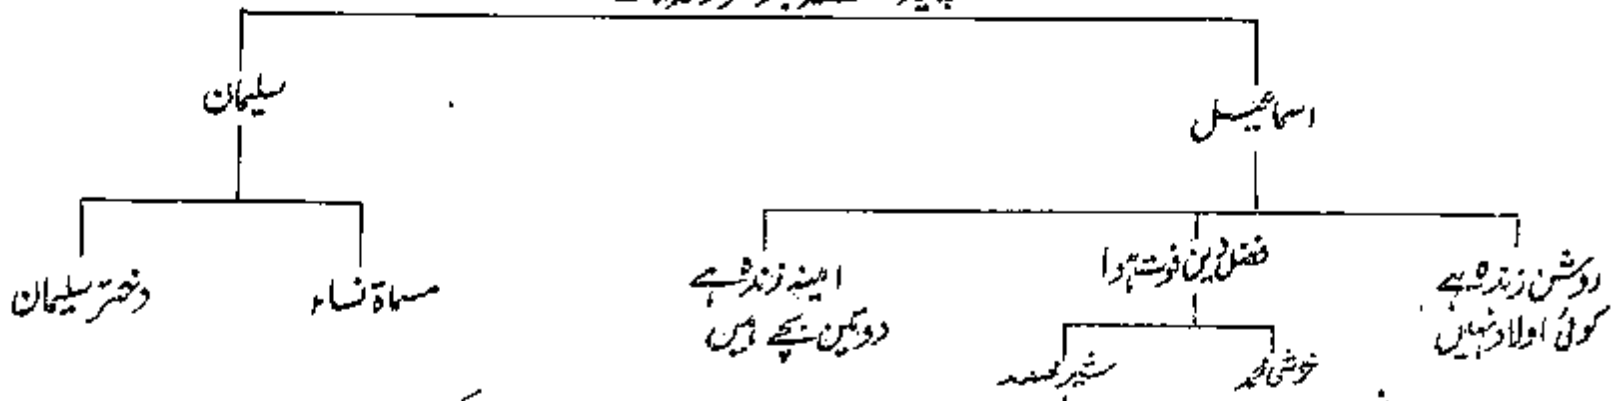 سلیمان
اسماعیل
روشن زندہ ہے
کوئی اولاد نہیں
فضل دین فوت ہوا
امینہ زندہ ہے
دو تین بچے ہیں
مسماۃ نساء
دختر سلیمان
خوشی محمد
شیر محمد